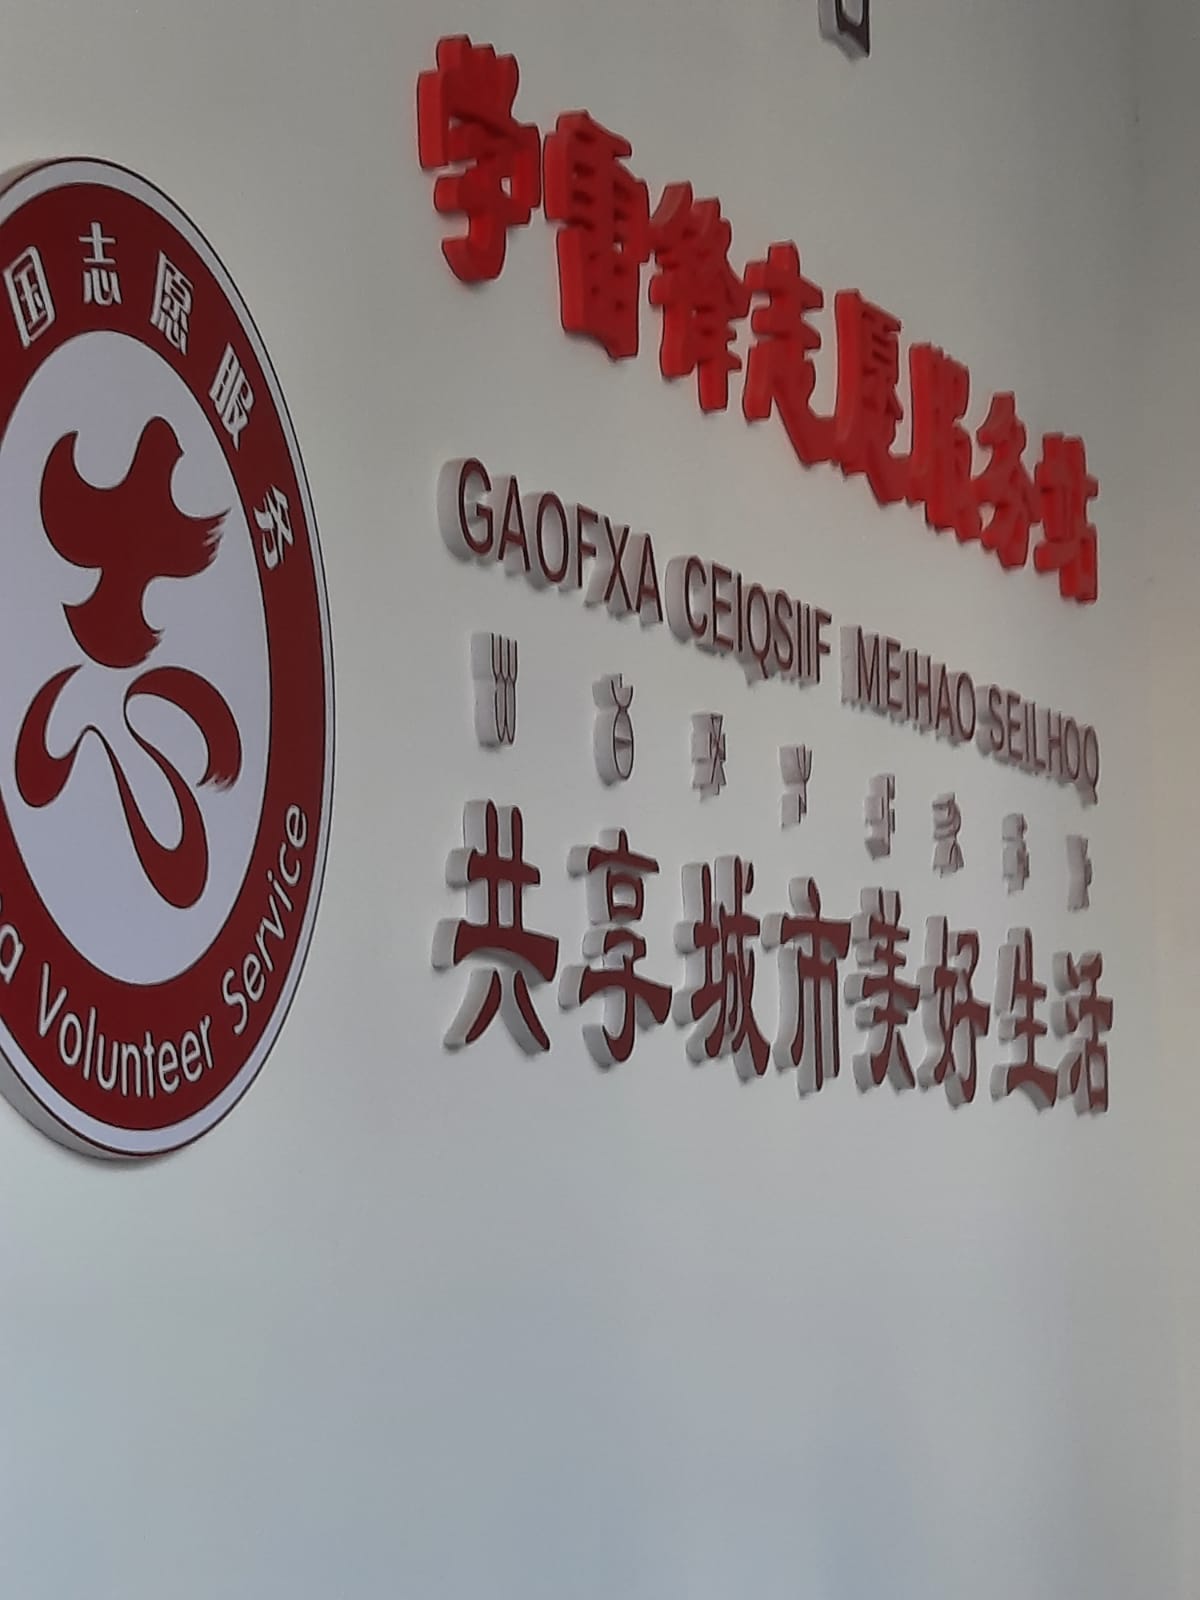 国志愿服务
a Volunteer Service
学雷锋志愿服务站
GAOFXA CEIQSIIF MEIHAO SEILHOQ
共享城市美好生活